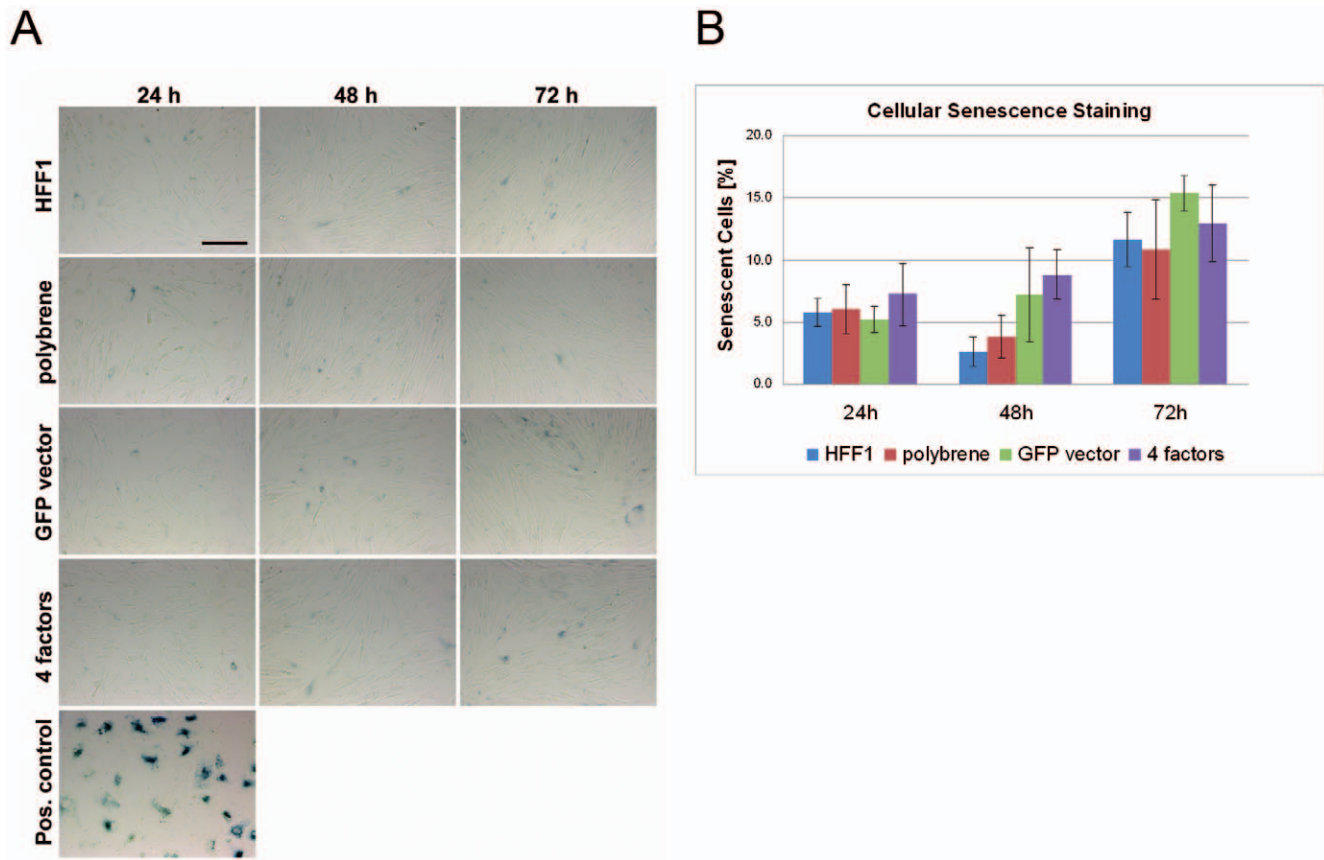 A
24 h 48 h 72 h
HFF1
polybrene
GFP vector
4 factors
Pos. control
B
Cellular Senescence Staining
Senescent Cells [%]
20.0
15.0
10.0
5.0
0.0
24h 48h 72h
HFF1 polybrene GFP vector 4 factors